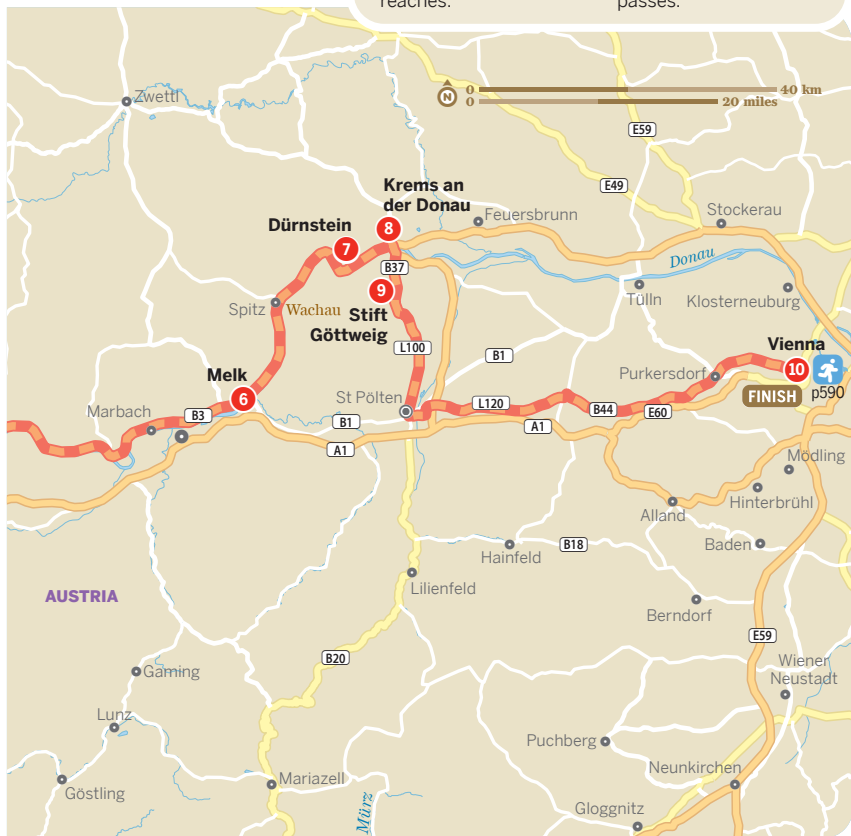 reaches.
passes.
Zwettl
N
0
40 km
0
20 miles
E59
E49
Krems an
der Donau
Feuersbrunn
Stockerau
Dürnstein
8
7
Donau
B37
9
Tülln
Klosterneuburg
Spitz
Wachau
Stift
Göttweig
L100
B1
Vienna
Melk
Purkersdorf
10
6
St Pölten
FINISH
p590
Marbach
B3
L120
B44
E60
B1
A1
A1
Mödling
Hinterbrühl
Alland
Hainfeld
B18
Baden
Lilienfeld
AUSTRIA
Berndorf
E59
B20
Gaming
Wiener
Neustadt
Lunz
Puchberg
Göstling
Mariazell
Neunkirchen
Mürz
Gloggnitz